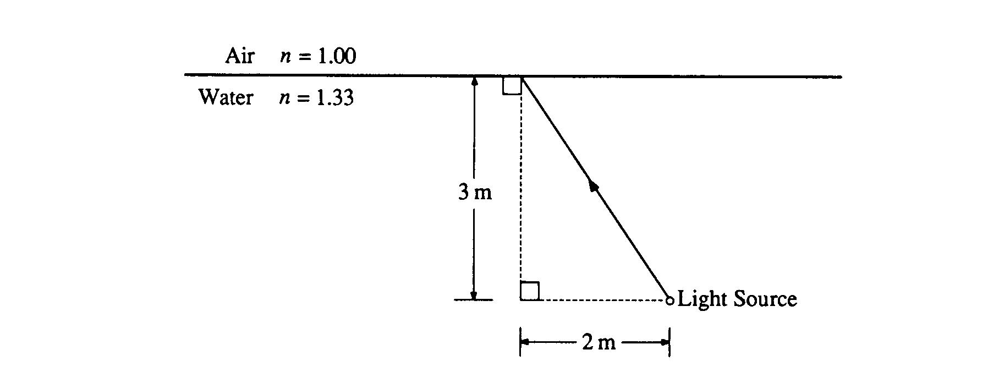 Air n = 1.00
Water n = 1.33
3 m
Light Source
2 m